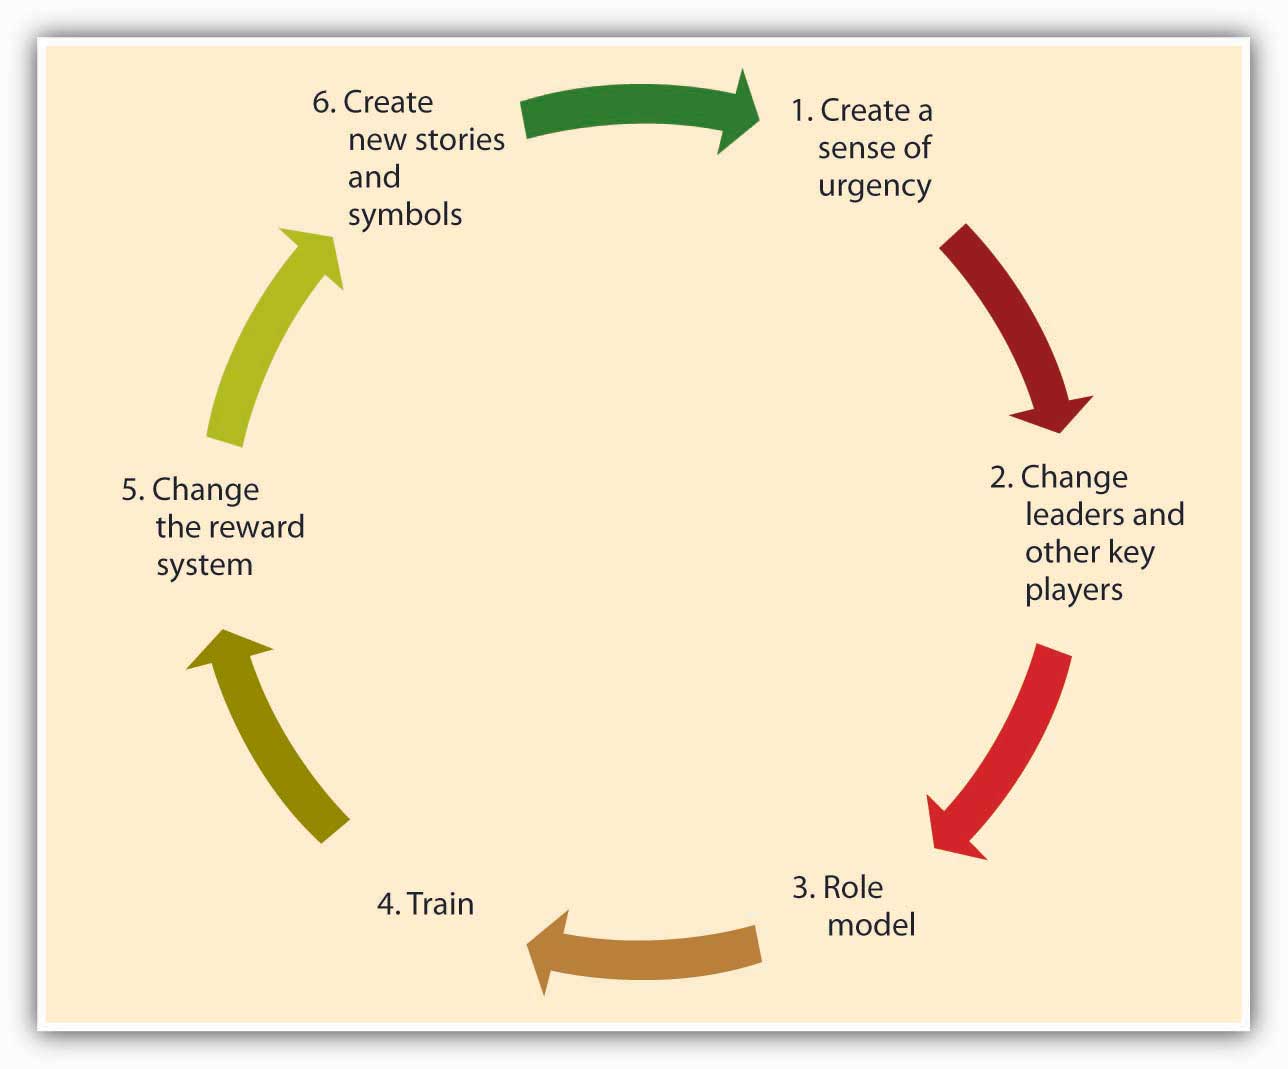 1. Create a
sense of
urgency
2. Change
leaders and
other key
players
3. Role
model
4. Train
5. Change
the reward
system
6. Create
new stories
and
symbols